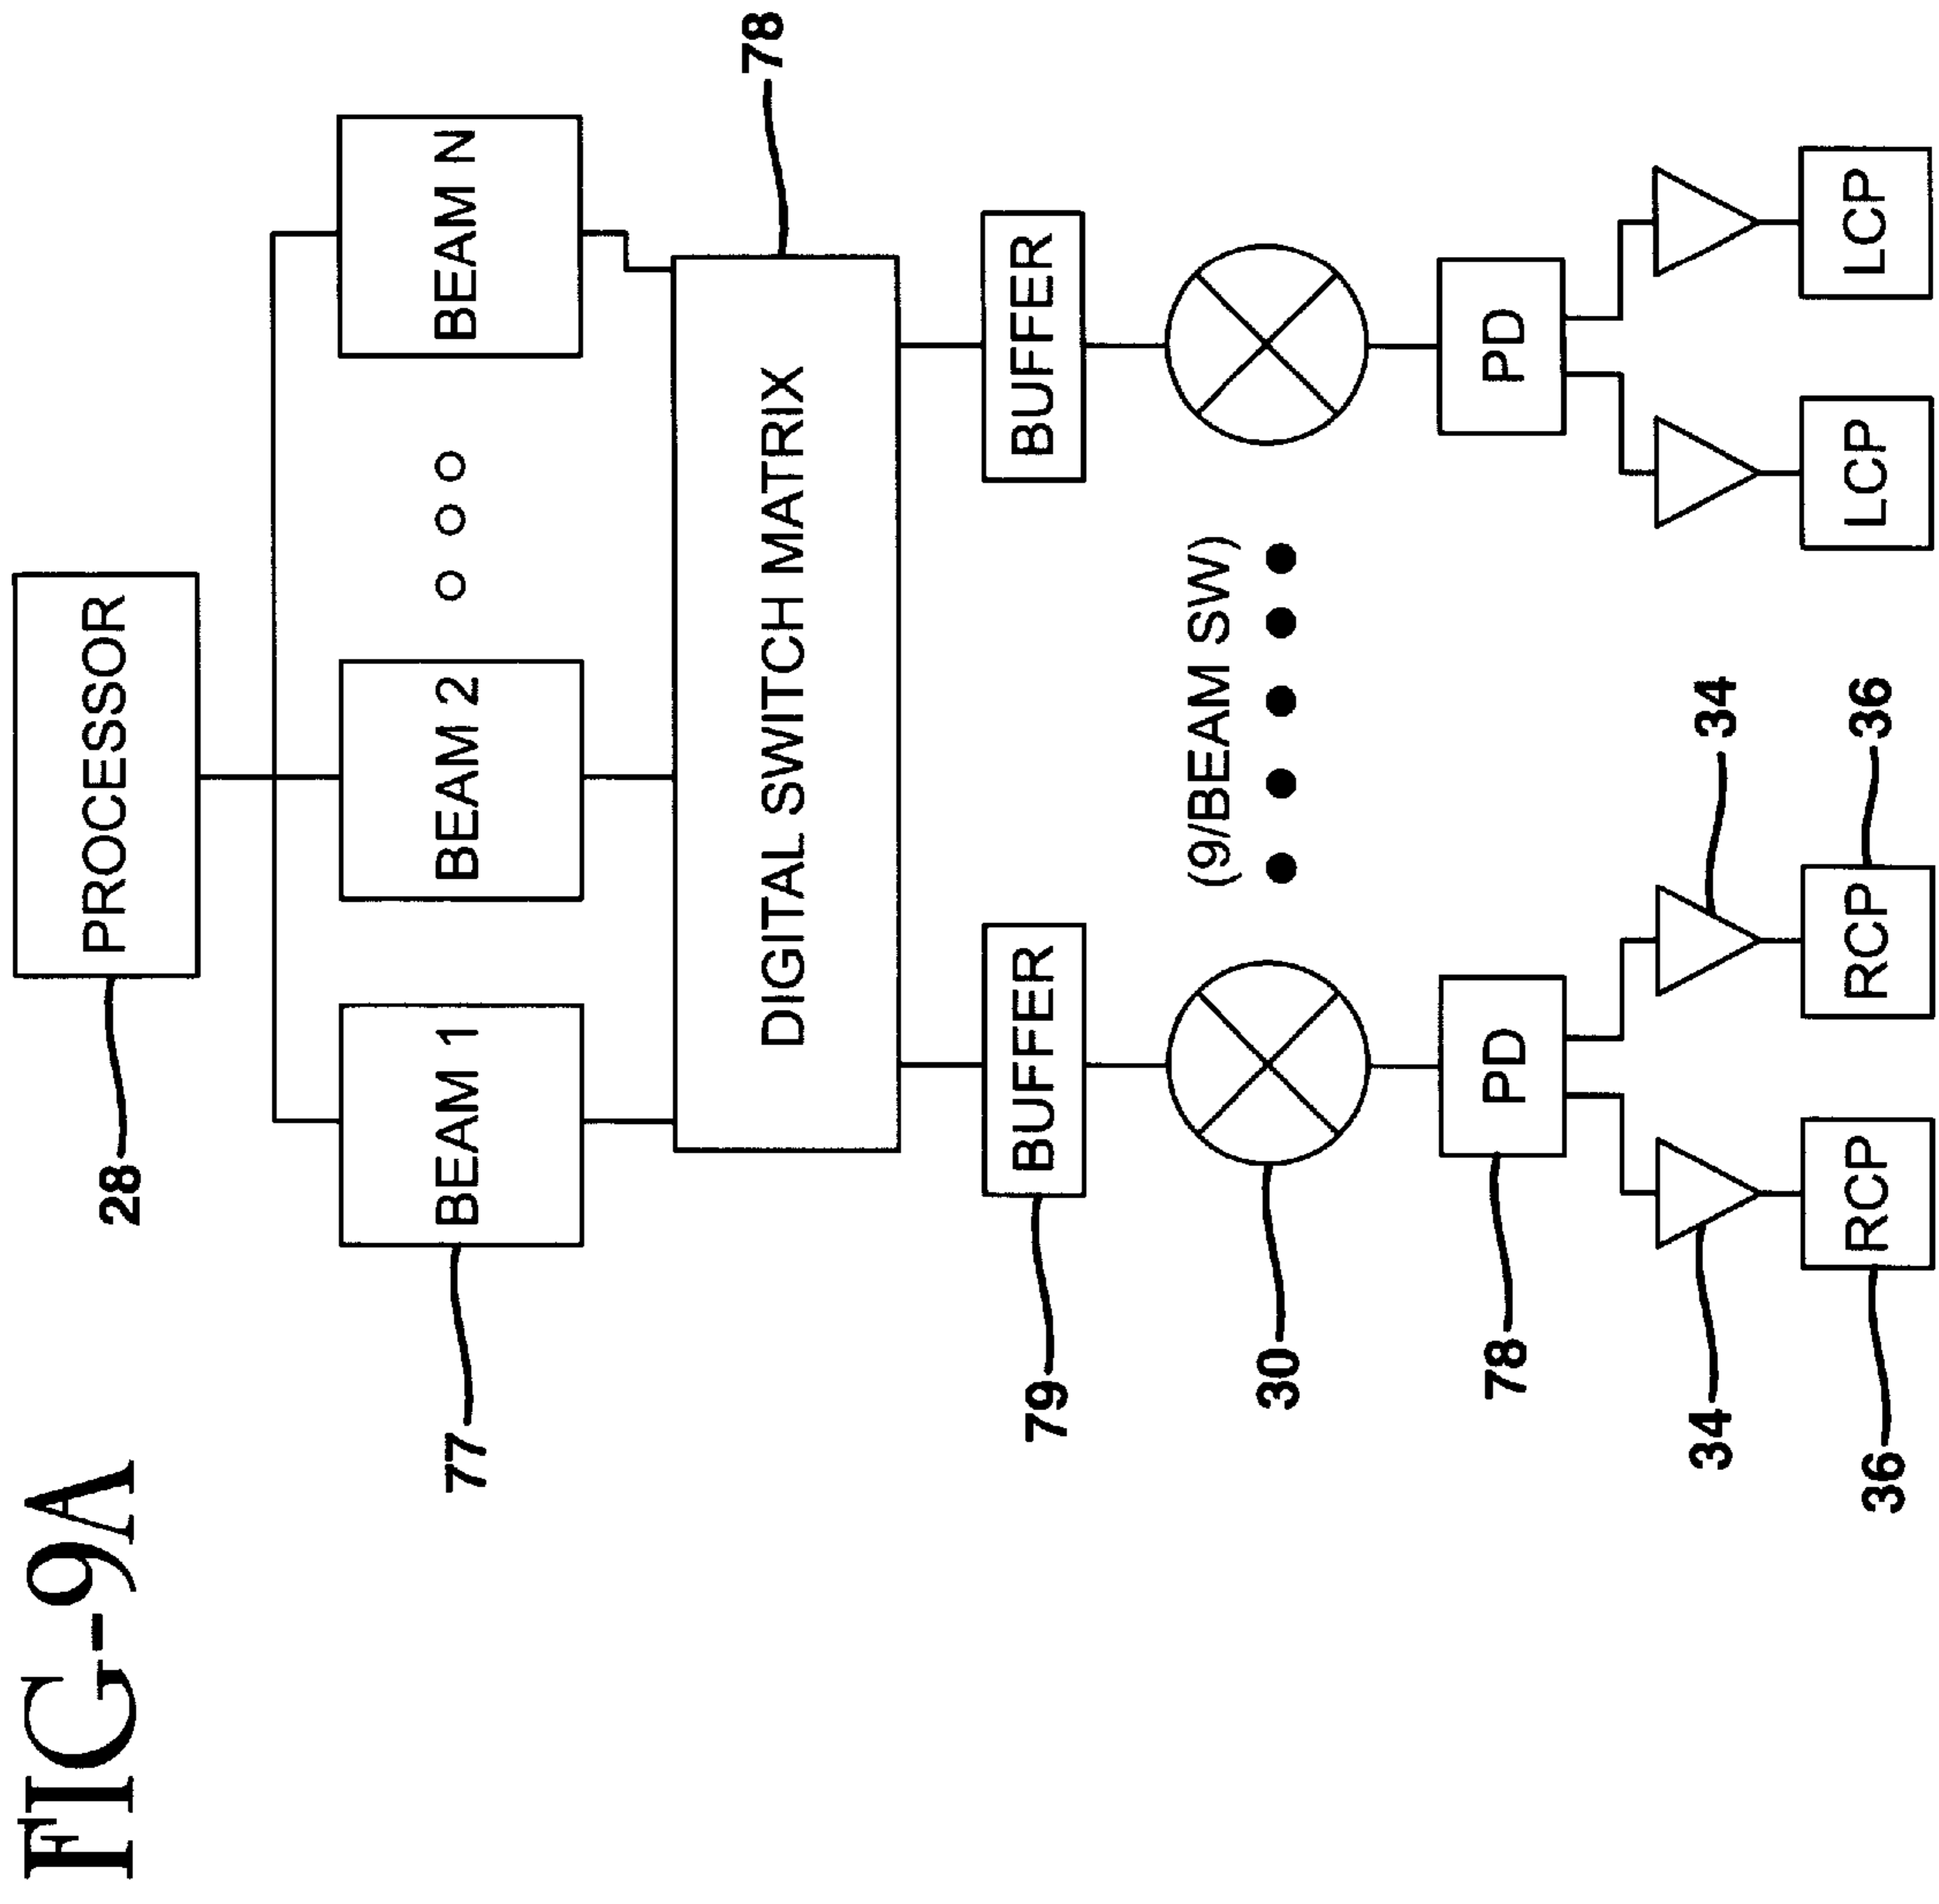 FIG-9A
PROCESSOR
28
BEAM 1
BEAM 2
BEAM N
77
DIGITAL SWITCH MATRIX
78
BUFFER
BUFFER
79
(9/BEAM SW)
30
PD
PD
78
34
34
RCP
RCP
LCP
LCP
36
36